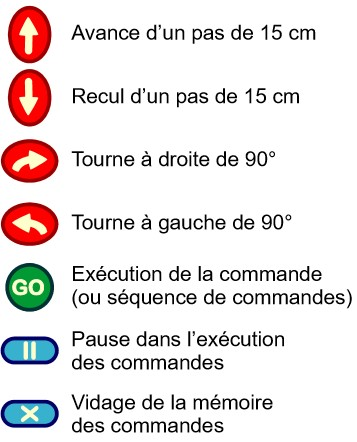 Avance d’un pas de 15 cm
Recul d’un pas de 15 cm
Tourne à droite de 90°
Tourne à gauche de 90°
GO
Exécution de la commande
(ou séquence de commandes)
Pause dans l’exécution
des commandes
Vidage de la mémoire
des commandes